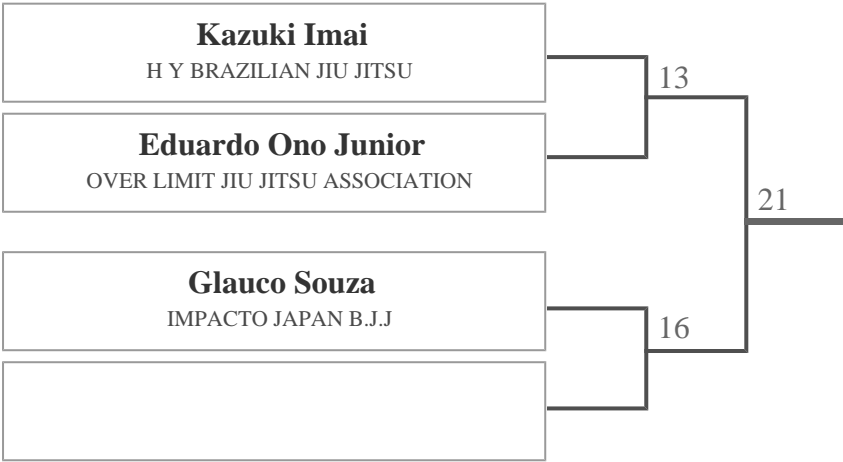 Kazuki Imai
H Y BRAZILIAN JIU JITSU
13
Eduardo Ono Junior
OVER LIMIT JIU JITSU ASSOCIATION
21
Glauco Souza
IMPACTO JAPAN B.J.J
16